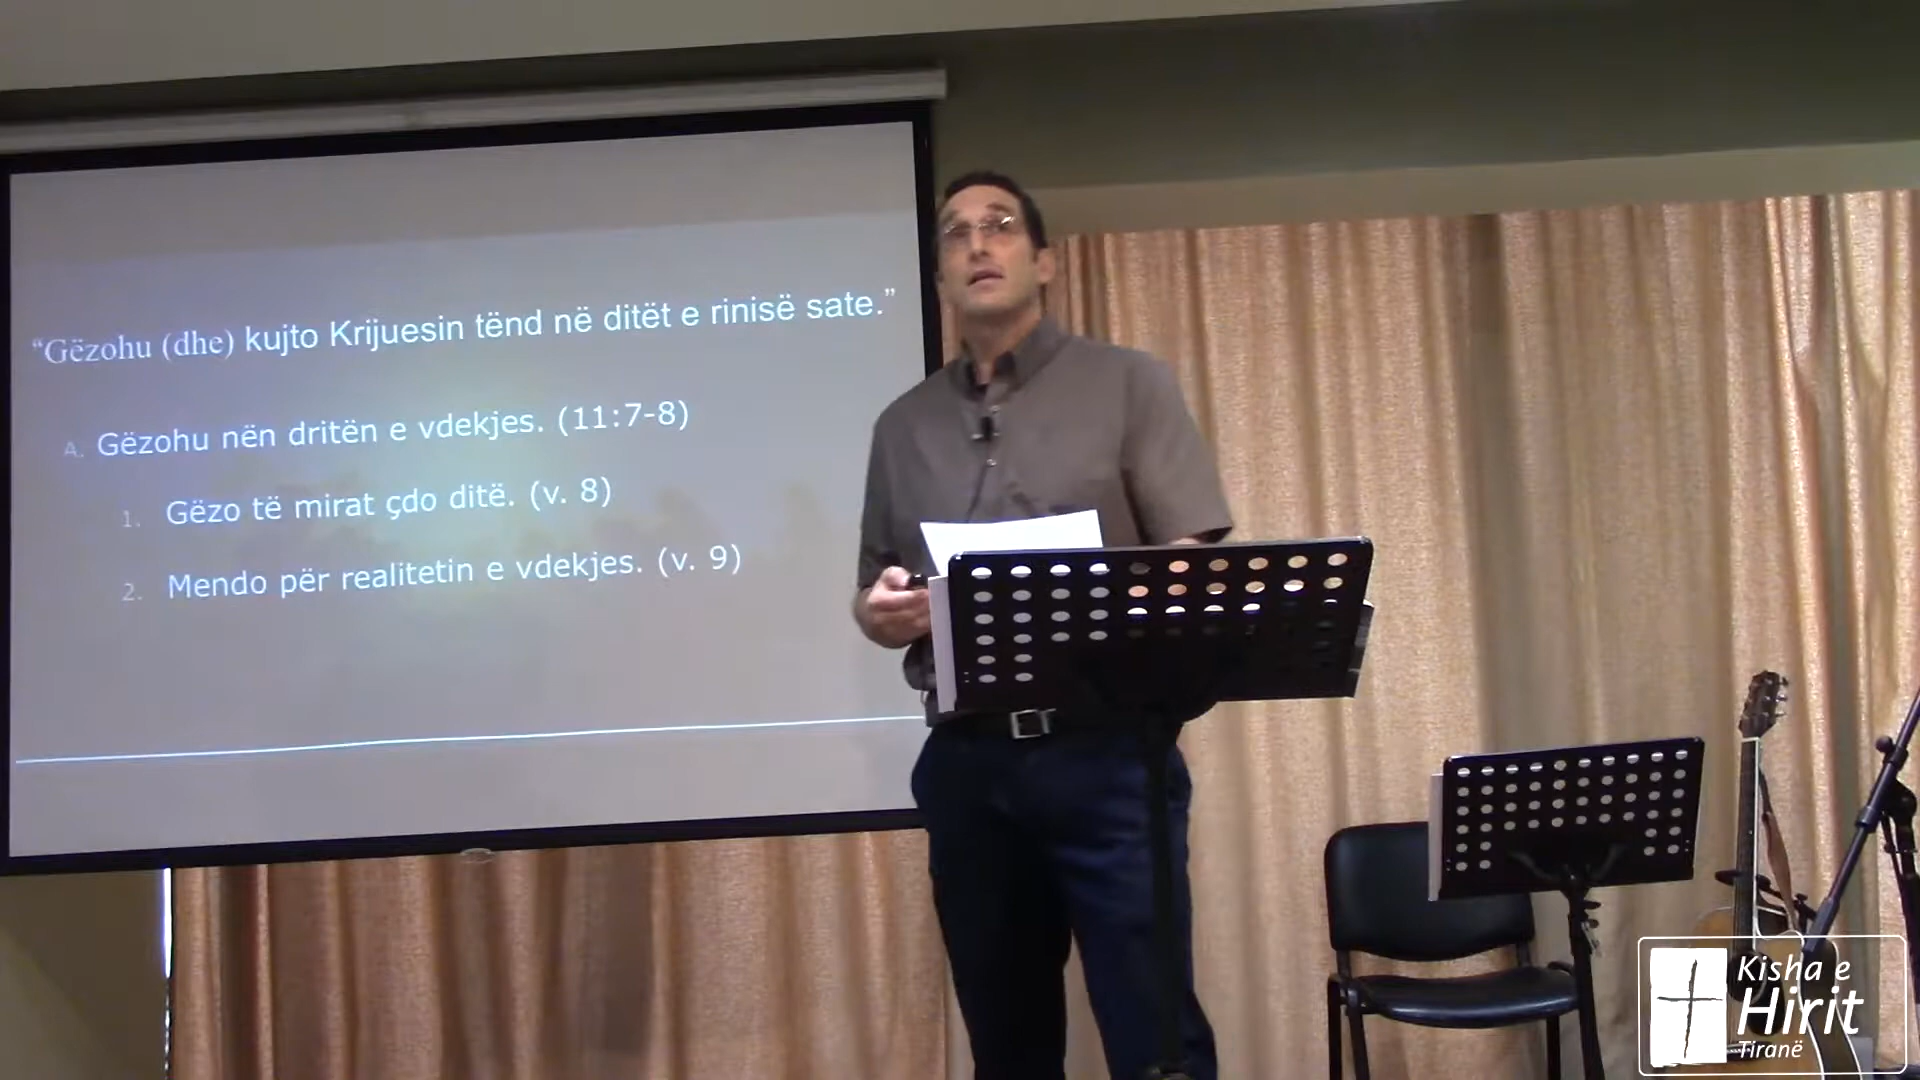 “Gëzohu (dhe) kujto Krijuesin tënd në ditët e rinisë sate.”
A. Gëzohu nën dritën e vdekjes. (11:7-8)
1. Gëzo të mirat çdo ditë. (v. 8)
2. Mendo për realitetin e vdekjes. (v. 9)
Kisha e
Hirit
Tiranë